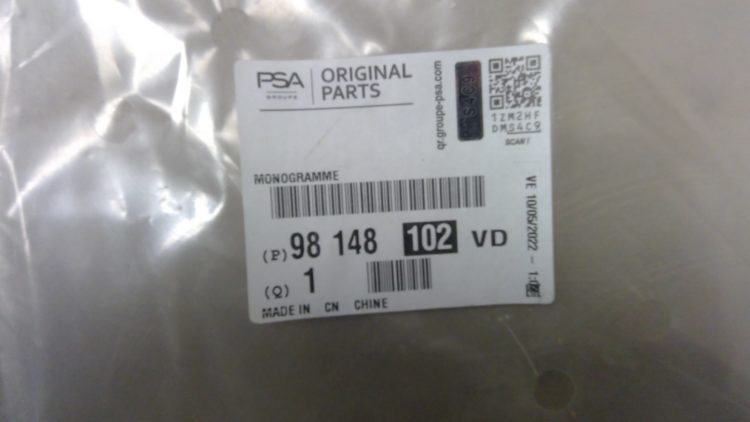 PSA
GROUPE
ORIGINAL
PARTS
qr.groupe-psa.com
S4C9
1ZM2HF
DMS4C9
SCAN !
MONOGRAMME
(P) 98 148 102 VD
(Q) 1
MADE IN CN CHINE
VE 10/05/2022 -